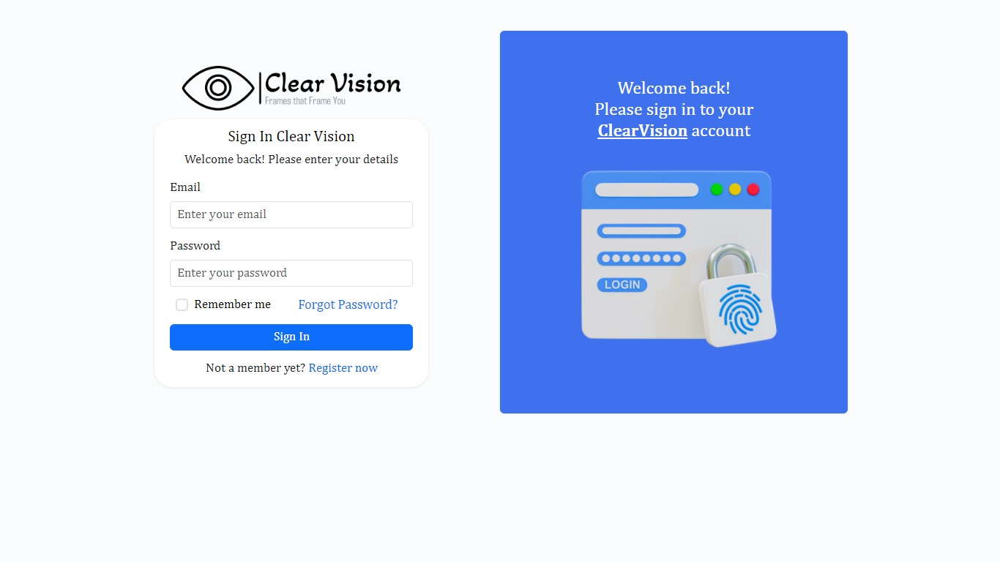 Clear Vision
Frames that Frame You
Sign In Clear Vision
Welcome back! Please enter your details
Email
Enter your email
Password
Enter your password
Remember me Forgot Password?
Sign In
Not a member yet? Register now
Welcome back!
Please sign in to your
ClearVision account
LOGIN